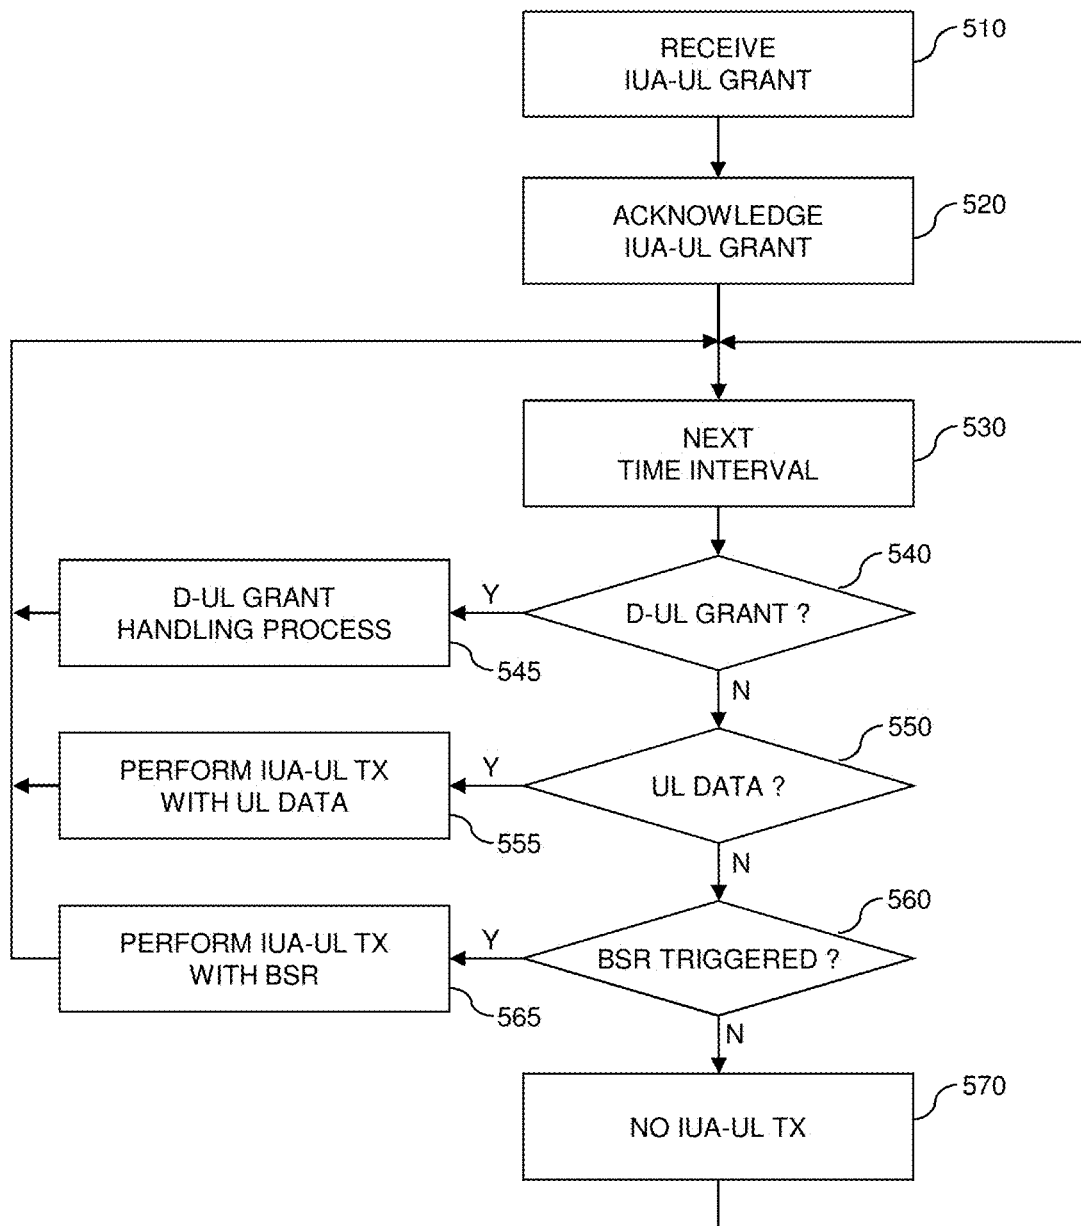 RECEIVE
IUA-UL GRANT
510
ACKNOWLEDGE
IUA-UL GRANT
520
NEXT
TIME INTERVAL
530
D-UL GRANT ?
540
Y
D-UL GRANT
HANDLING PROCESS
545
N
UL DATA ?
550
Y
PERFORM IUA-UL TX
WITH UL DATA
555
N
BSR TRIGGERED ?
560
Y
PERFORM IUA-UL TX
WITH BSR
565
N
NO IUA-UL TX
570